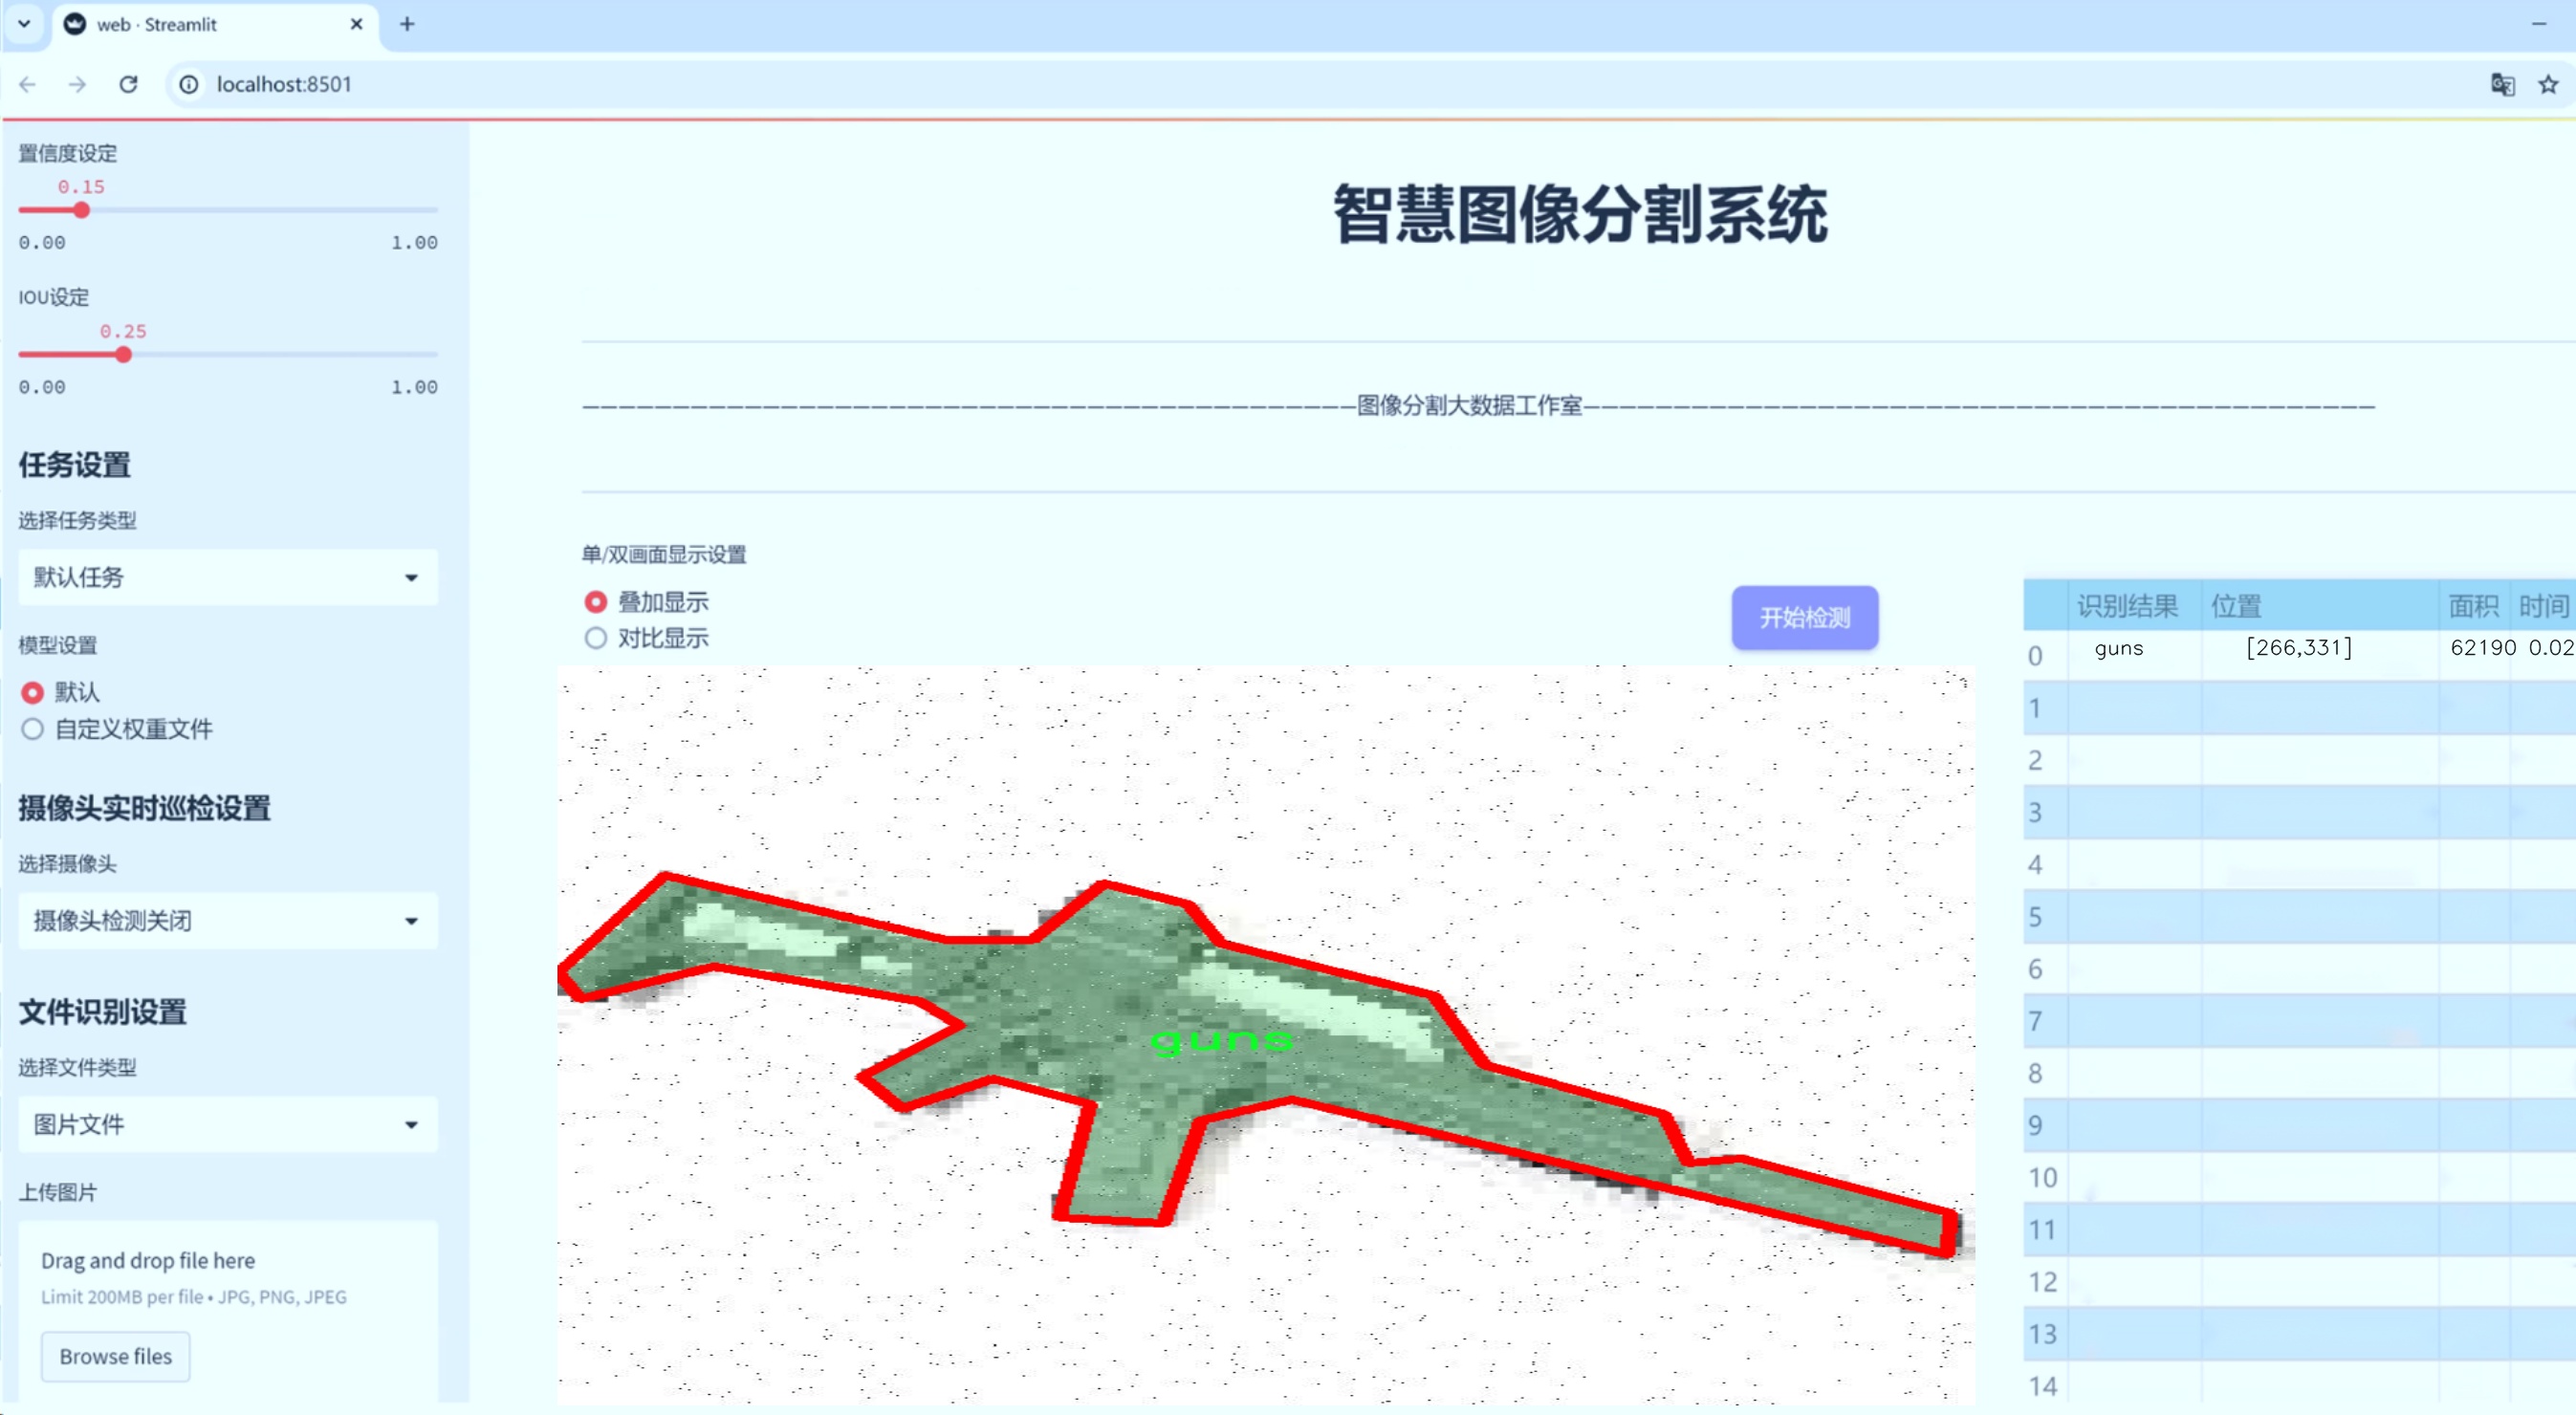 web · Streamlit
localhost:8501
置信度设定
0.15
0.00 1.00
IOU设定
0.25
0.00 1.00
任务设置
选择任务类型
默认任务
模型设置
默认
自定义权重文件
摄像头实时巡检设置
选择摄像头
摄像头检测关闭
文件识别设置
选择文件类型
图片文件
上传图片
Drag and drop file here
Limit 200MB per file • JPG, PNG, JPEG
Browse files
智慧图像分割系统
图像分割大数据工作室
单/双画面显示设置
叠加显示
对比显示
开始检测
guns
识别结果 位置 面积 时间
0 guns [266,331] 62190 0.02
1
2
3
4
5
6
7
8
9
10
11
12
13
14